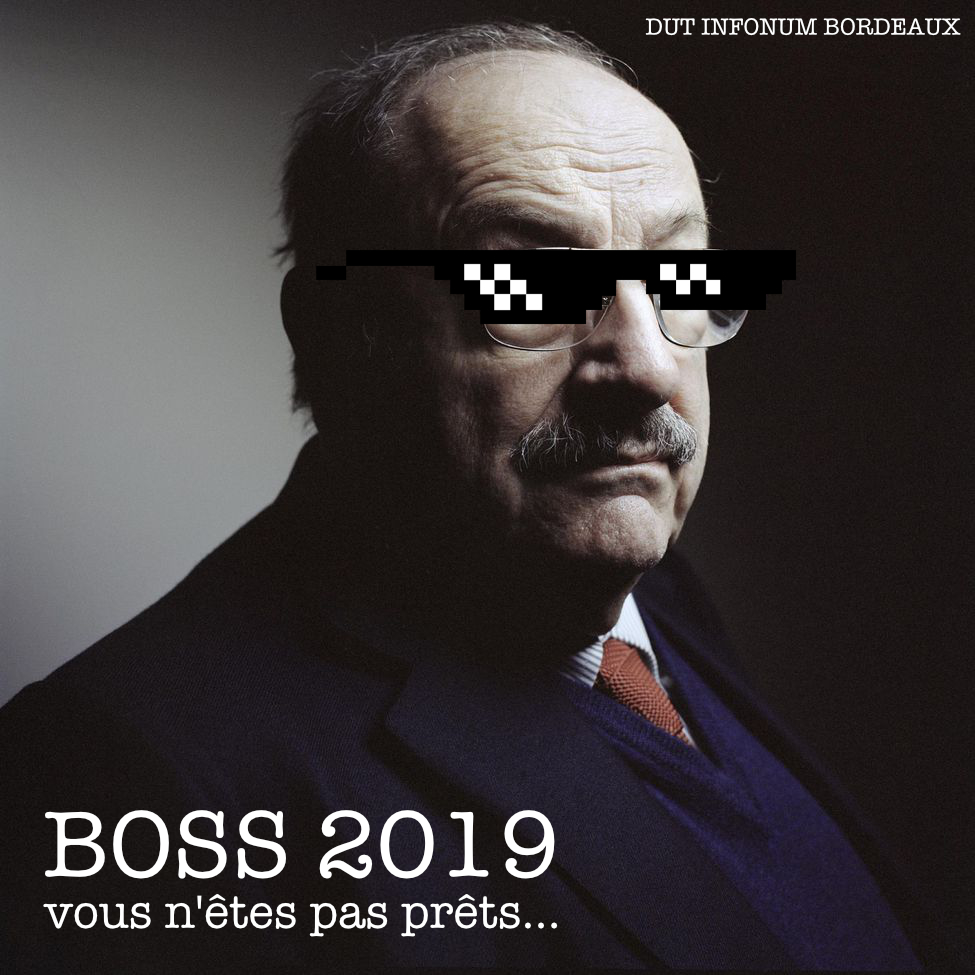 DUT INFONUM BORDEAUX
BOSS 2019
vous n'êtes pas prêts...